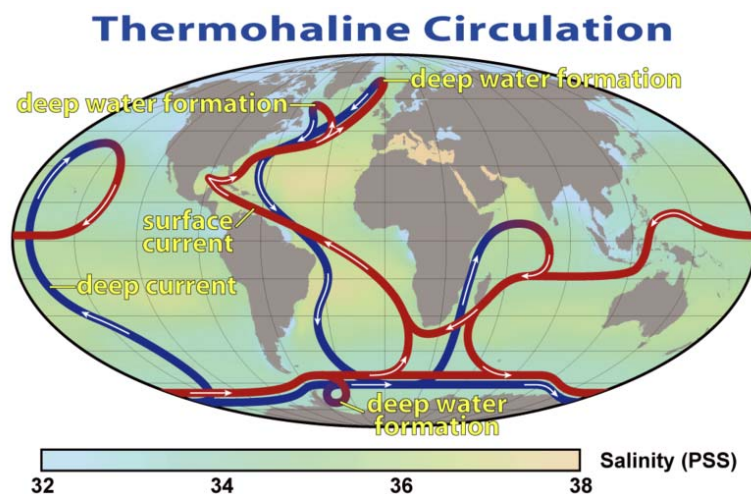 Thermohaline Circulation
deep water formation
deep water formation
surface
current
deep current
deep water
formation
Salinity (PSS)
32 34 36 38